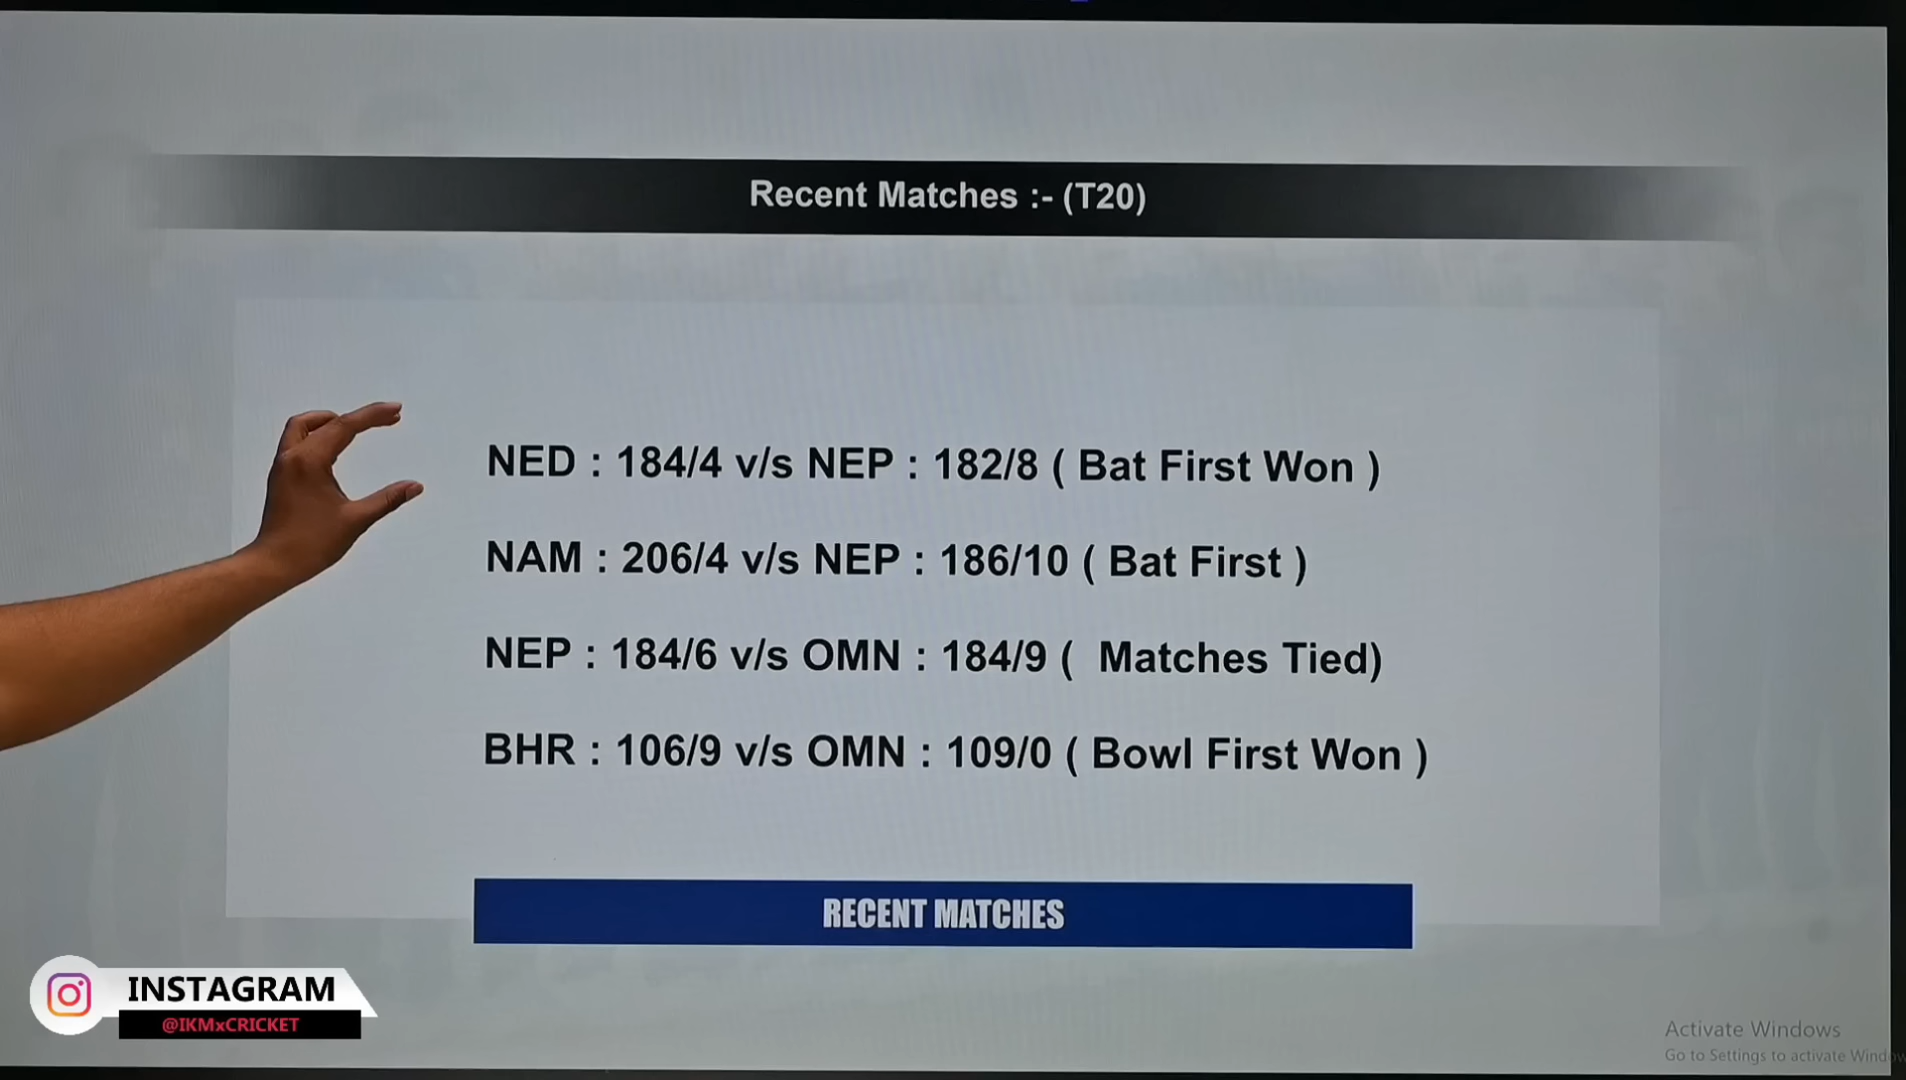 Recent Matches :- (T20)
NED : 184/4 v/s NEP : 182/8 ( Bat First Won )
NAM : 206/4 v/s NEP : 186/10 ( Bat First )
NEP : 184/6 v/s OMN : 184/9 ( Matches Tied)
BHR : 106/9 v/s OMN : 109/0 ( Bowl First Won )
RECENT MATCHES
INSTAGRAM
@IKMxCRICKET
Activate Windows
Go to Settings to activate Window